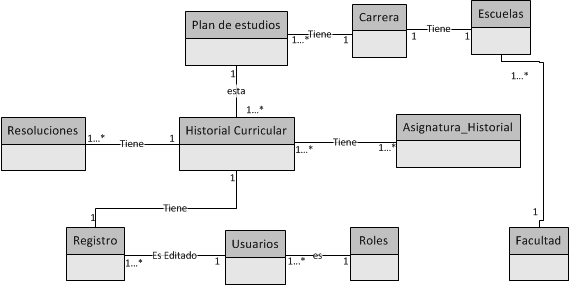 Escuelas
Carrera
Plan de estudios
1...*
Tiene
1
1
Tiene
1
1
esta
1...*
1...*
Resoluciones
1...*
Tiene
1
Historial Curricular
1...*
Tiene
1...*
Asignatura_Historial
1
Tiene
1
1
Registro
1...*
Es Editado
1
Usuarios
1...*
es
1
Roles
Facultad